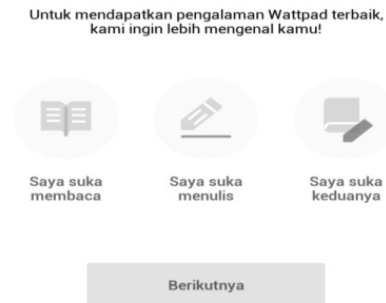 Untuk mendapatkan pengalaman Wattpad terbaik,
kami ingin lebih mengenal kamu!
Saya suka
membaca
Saya suka
menulis
Saya suka
keduanya
Berikutnya